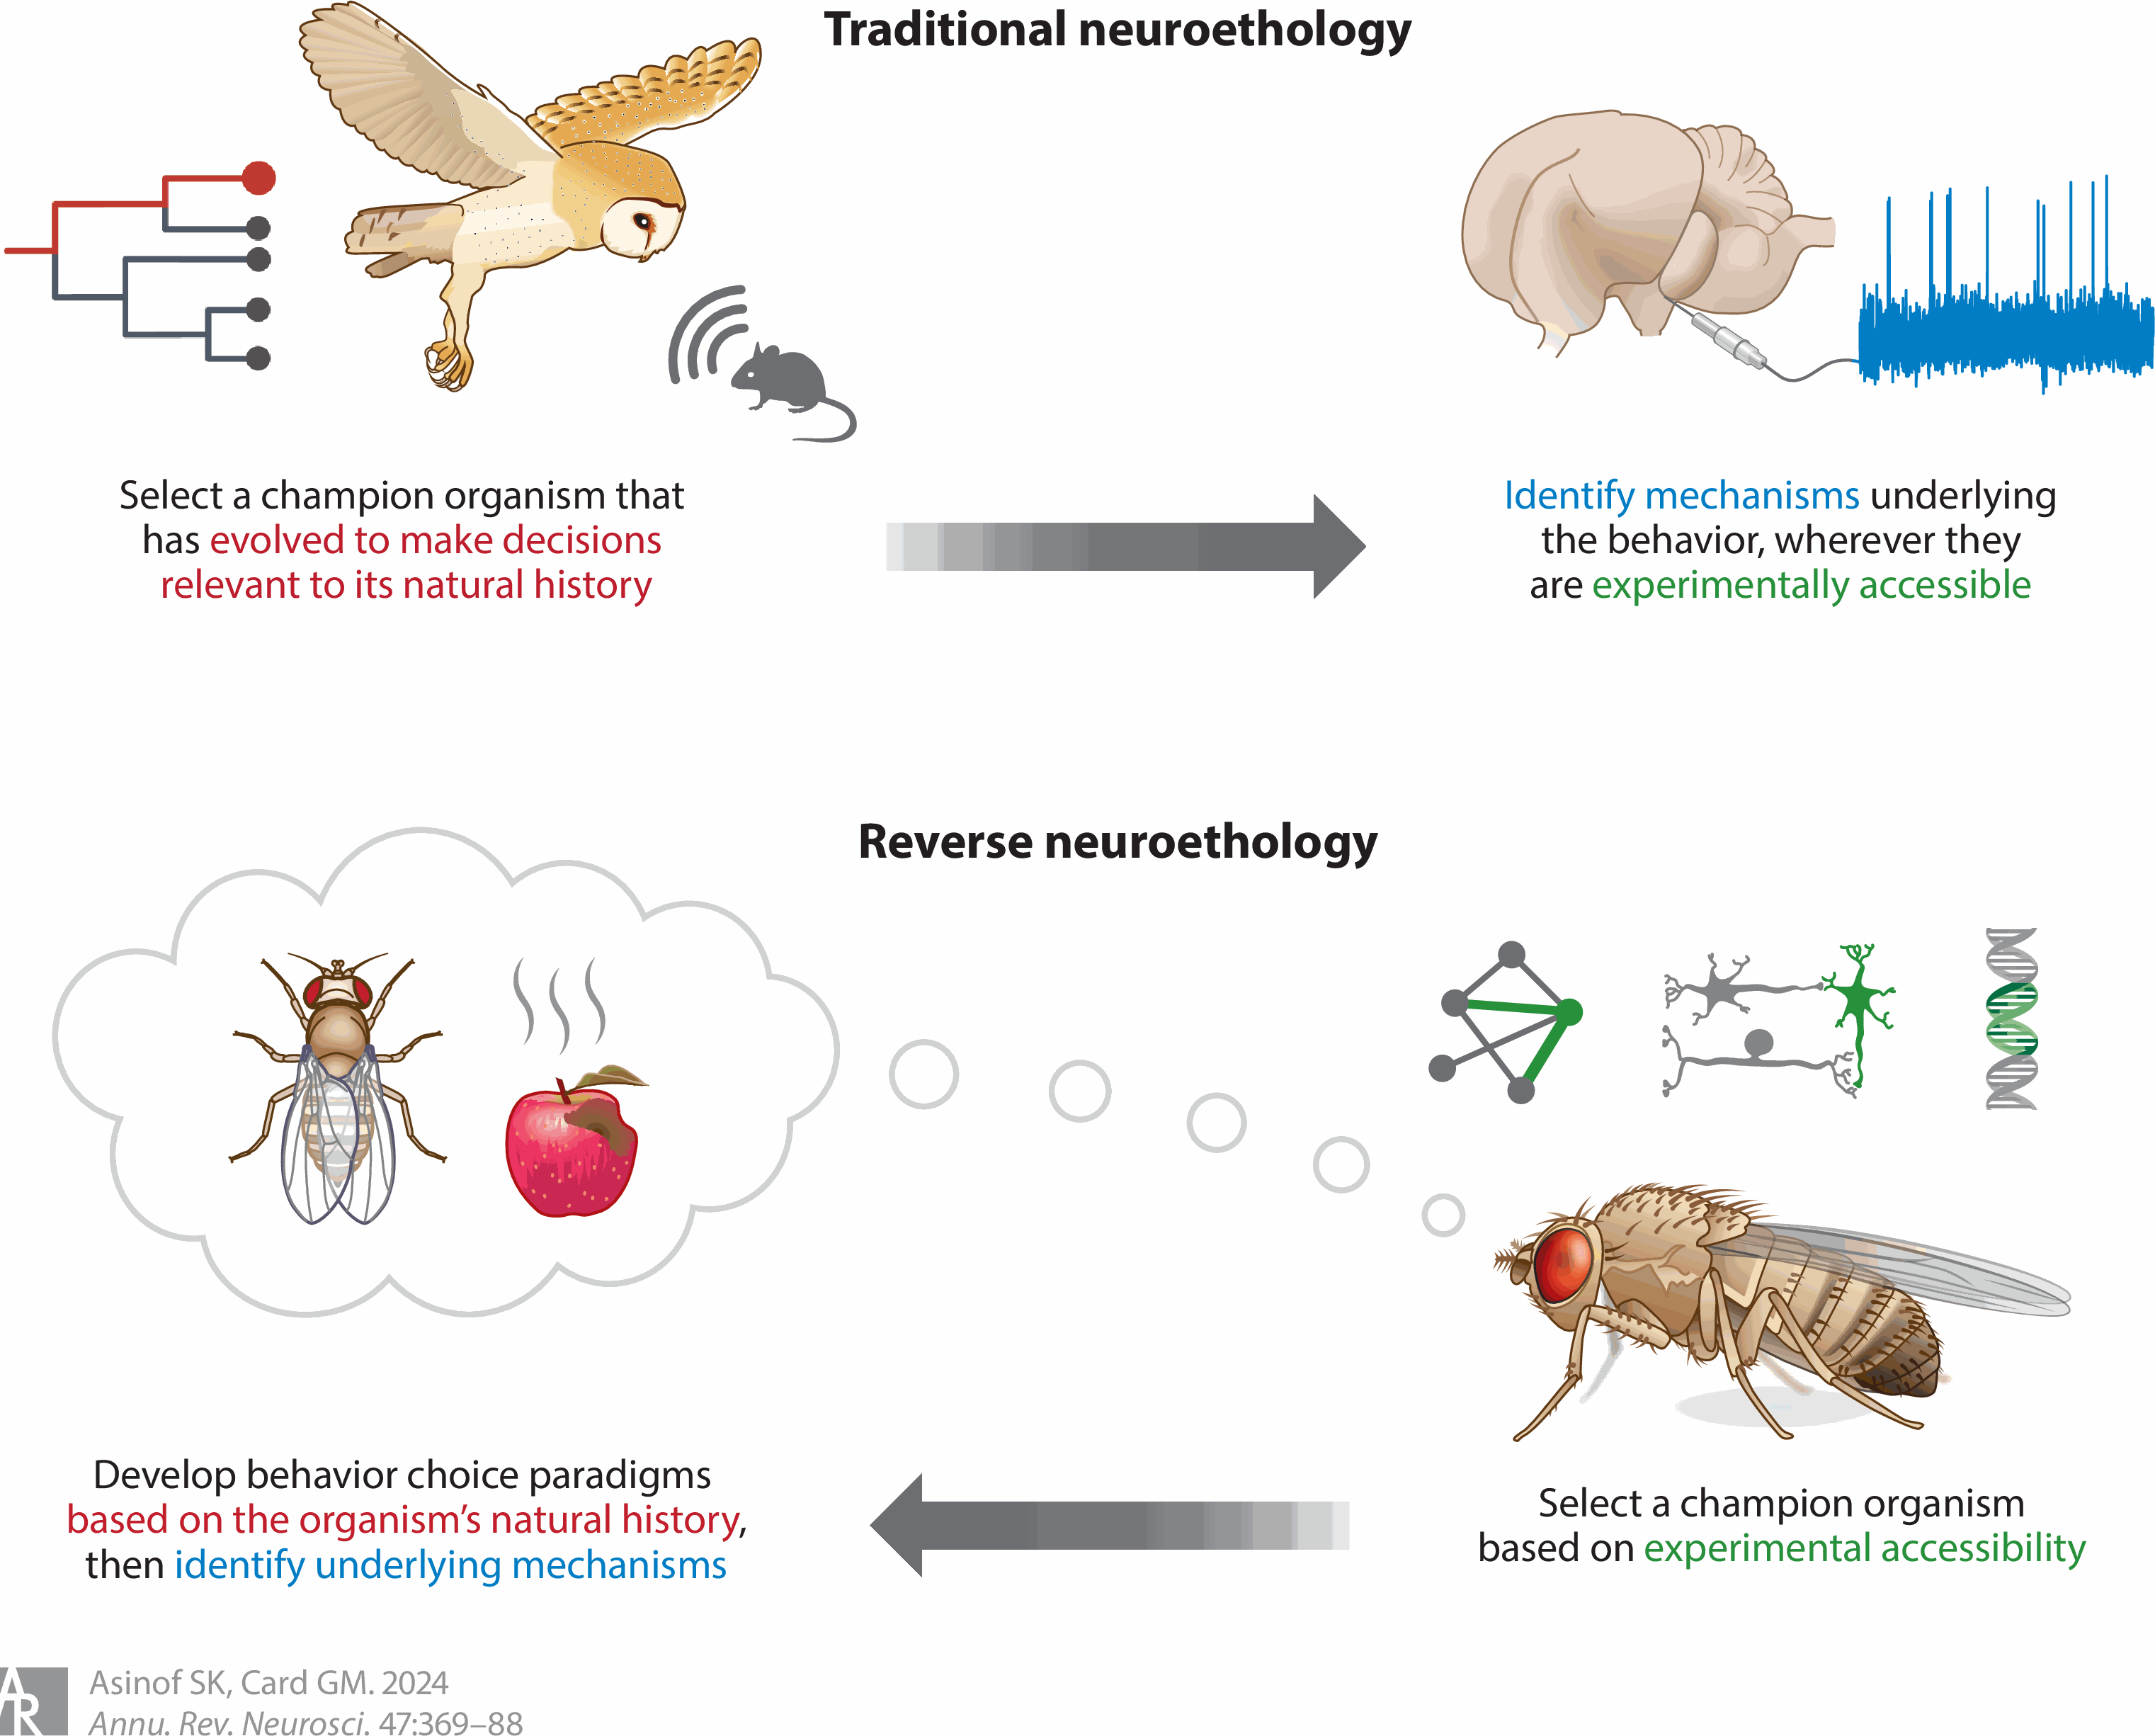 Traditional neuroethology
Select a champion organism that
has evolved to make decisions
relevant to its natural history
Identify mechanisms underlying
the behavior, wherever they
are experimentally accessible
Reverse neuroethology
Develop behavior choice paradigms
based on the organism’s natural history,
then identify underlying mechanisms
Select a champion organism
based on experimental accessibility
AR
Asinof SK, Card GM. 2024
Annu. Rev. Neurosci. 47:369–88